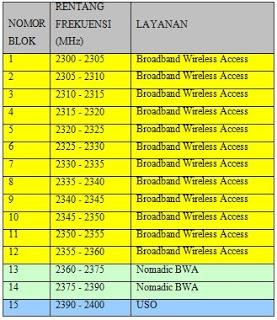 NOMOR BLOK RENTANG FREKUENSI (MHz) LAYANAN
1 2300 - 2305 Broadband Wireless Access
2 2305 - 2310 Broadband Wireless Access
3 2310 - 2315 Broadband Wireless Access
4 2315 - 2320 Broadband Wireless Access
5 2320 - 2325 Broadband Wireless Access
6 2325 - 2330 Broadband Wireless Access
7 2330 - 2335 Broadband Wireless Access
8 2335 - 2340 Broadband Wireless Access
9 2340 - 2345 Broadband Wireless Access
10 2345 - 2350 Broadband Wireless Access
11 2350 - 2355 Broadband Wireless Access
12 2355 - 2360 Broadband Wireless Access
13 2360 - 2375 Nomadic BWA
14 2375 - 2390 Nomadic BWA
15 2390 - 2400 USO